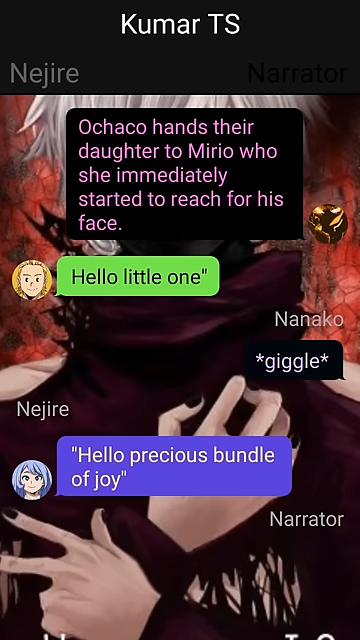 Kumar TS
Nejire
Narrator
Ochaco hands their
daughter to Mirio who
she immediately
started to reach for his
face.
Hello little one"
Nanako
*giggle*
Nejire
"Hello precious bundle
of joy"
Narrator